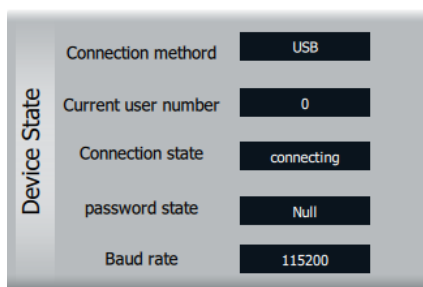 Device State
Connection methord USB
Current user number 0
Connection state connecting
password state Null
Baud rate 115200